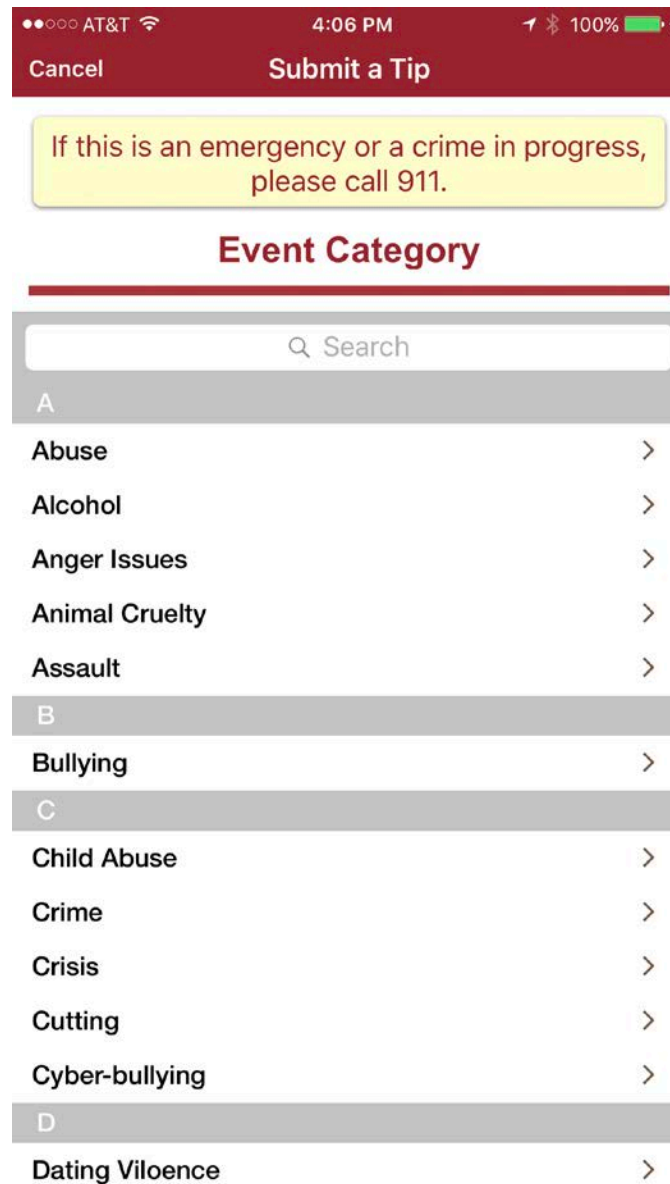 AT&T 4:06 PM 100%
Cancel Submit a Tip
If this is an emergency or a crime in progress,
please call 911.
Event Category
Search
A
Abuse
Alcohol
Anger Issues
Animal Cruelty
Assault
B
Bullying
C
Child Abuse
Crime
Crisis
Cutting
Cyber-bullying
D
Dating Viloence